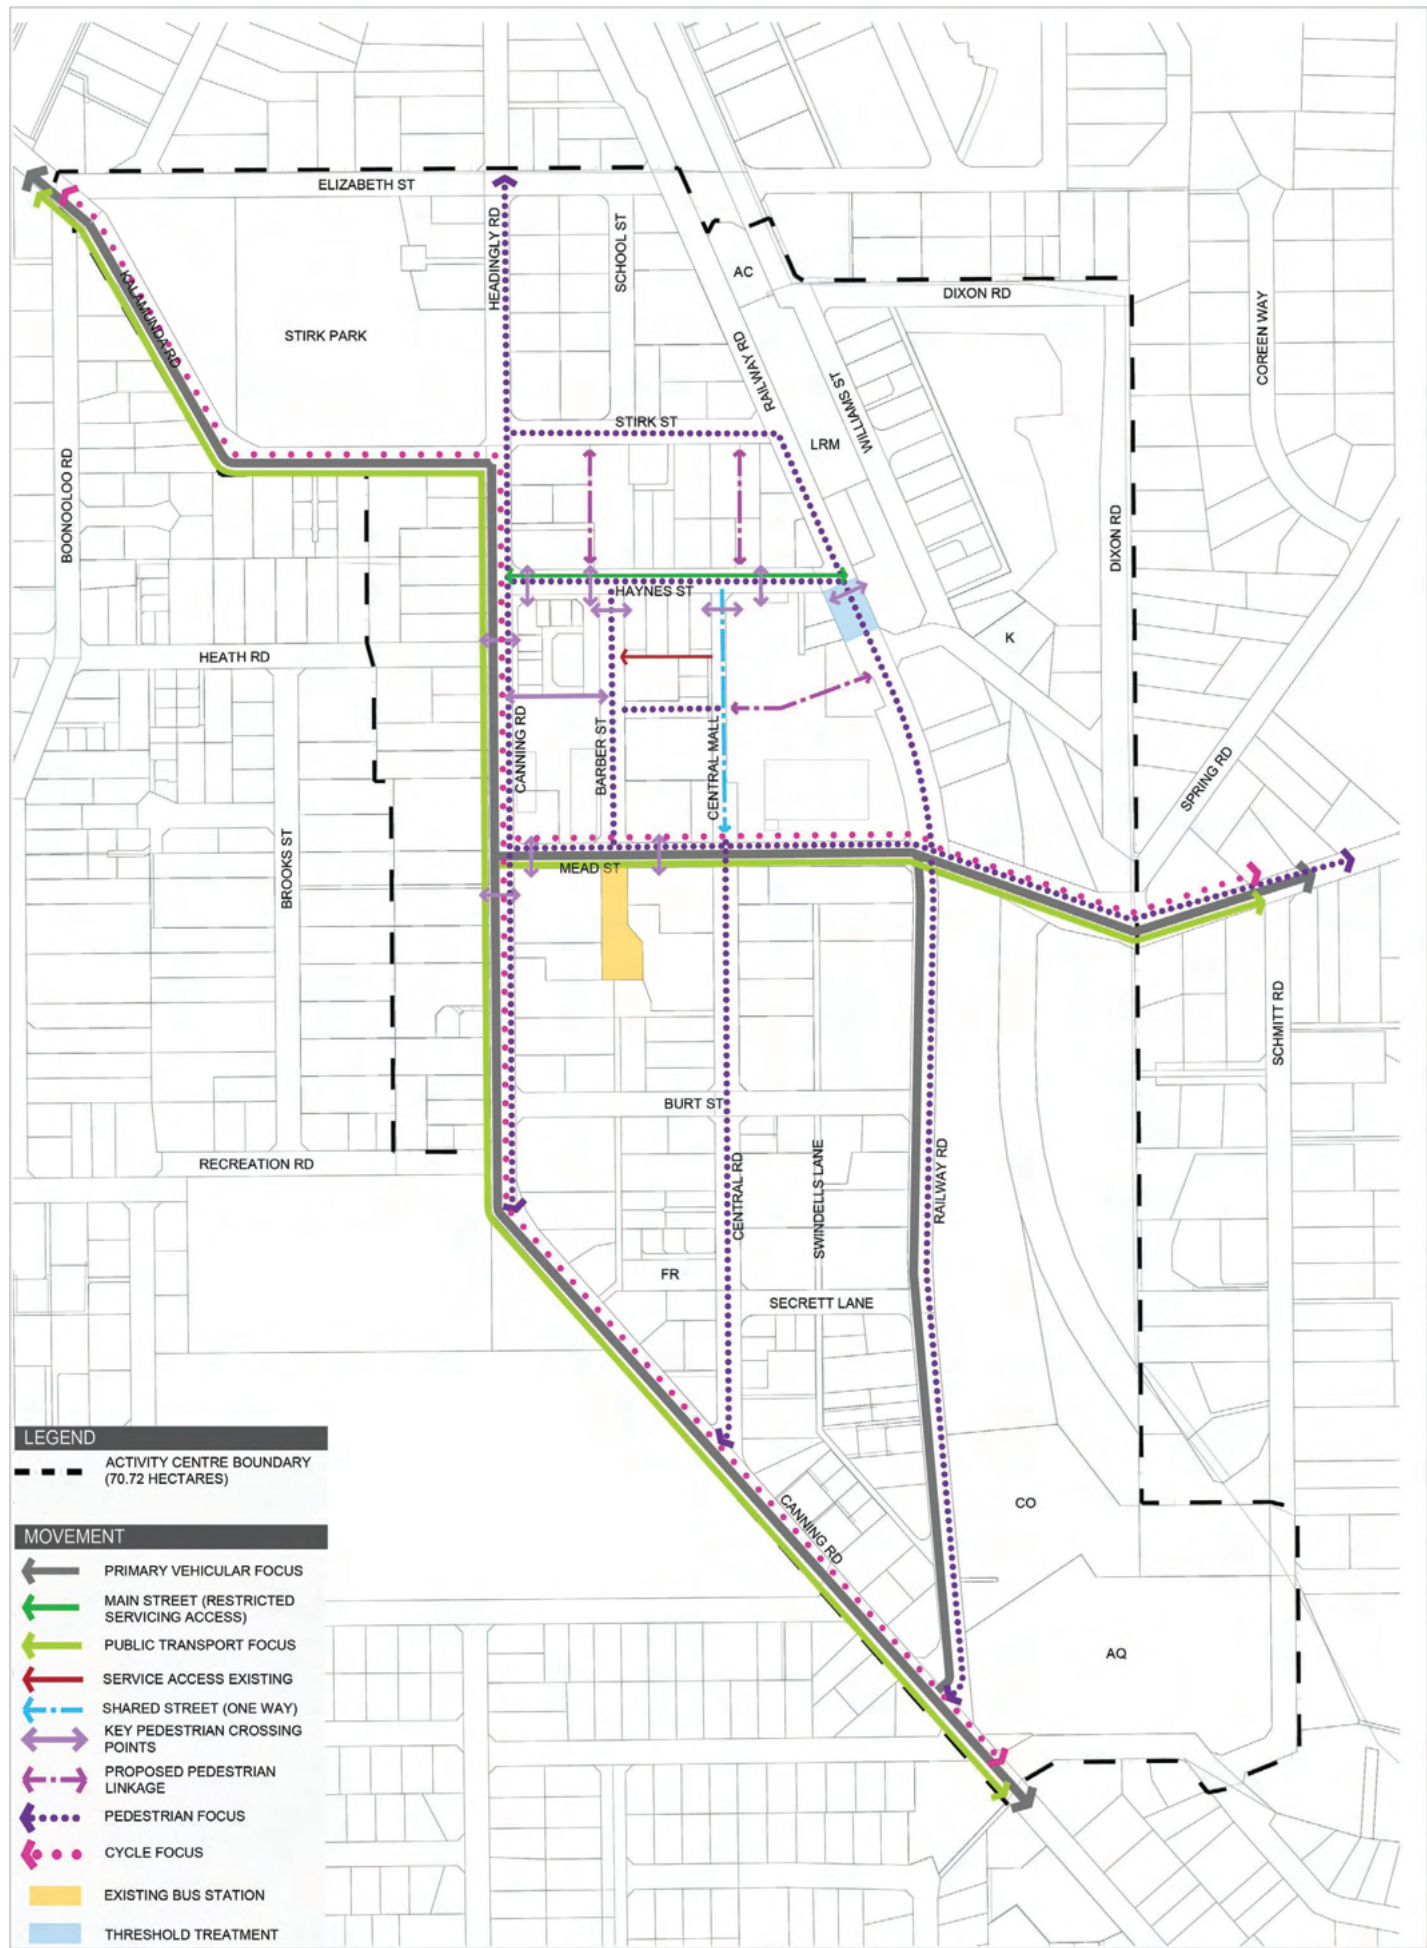 ELIZABETH ST
HEADINGLY RD
SCHOOL ST
AC
DIXON RD
KALAMUNDA RD
STIRK PARK
RAILWAY RD
WILLIAMS ST
COREEN WAY
STIRK ST
LRM
BOONOOLOO RD
DIXON RD
HAYNES ST
K
HEATH RD
CANNING RD
BARBER ST
CENTRAL MALL
SPRING RD
BROOKS ST
MEAD ST
SCHMITT RD
BURT ST
RECREATION RD
CENTRAL RD
SWINDELLS LANE
RAILWAY RD
FR
SECRETT LANE
CANNING RD
CO
AQ
LEGEND
ACTIVITY CENTRE BOUNDARY
(70.72 HECTARES)
MOVEMENT
PRIMARY VEHICULAR FOCUS
MAIN STREET (RESTRICTED
SERVICING ACCESS)
PUBLIC TRANSPORT FOCUS
SERVICE ACCESS EXISTING
SHARED STREET (ONE WAY)
KEY PEDESTRIAN CROSSING
POINTS
PROPOSED PEDESTRIAN
LINKAGE
PEDESTRIAN FOCUS
CYCLE FOCUS
EXISTING BUS STATION
THRESHOLD TREATMENT